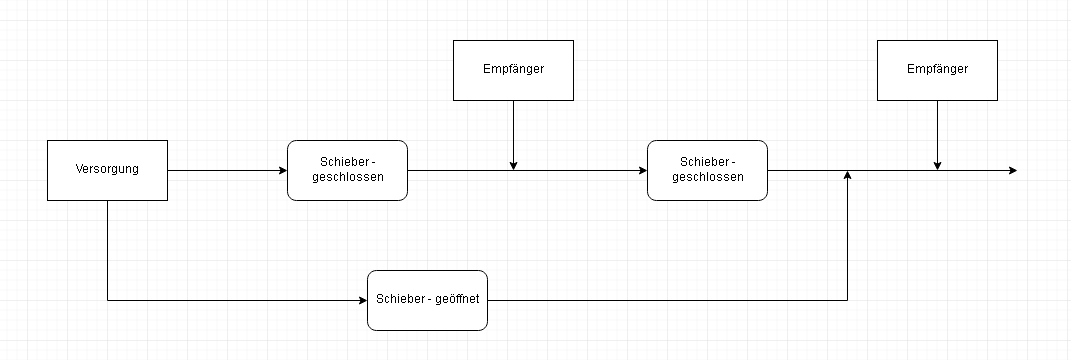 Empfänger
Empfänger
Versorgung
Schieber -
geschlossen
Schieber -
geschlossen
Schieber - geöffnet